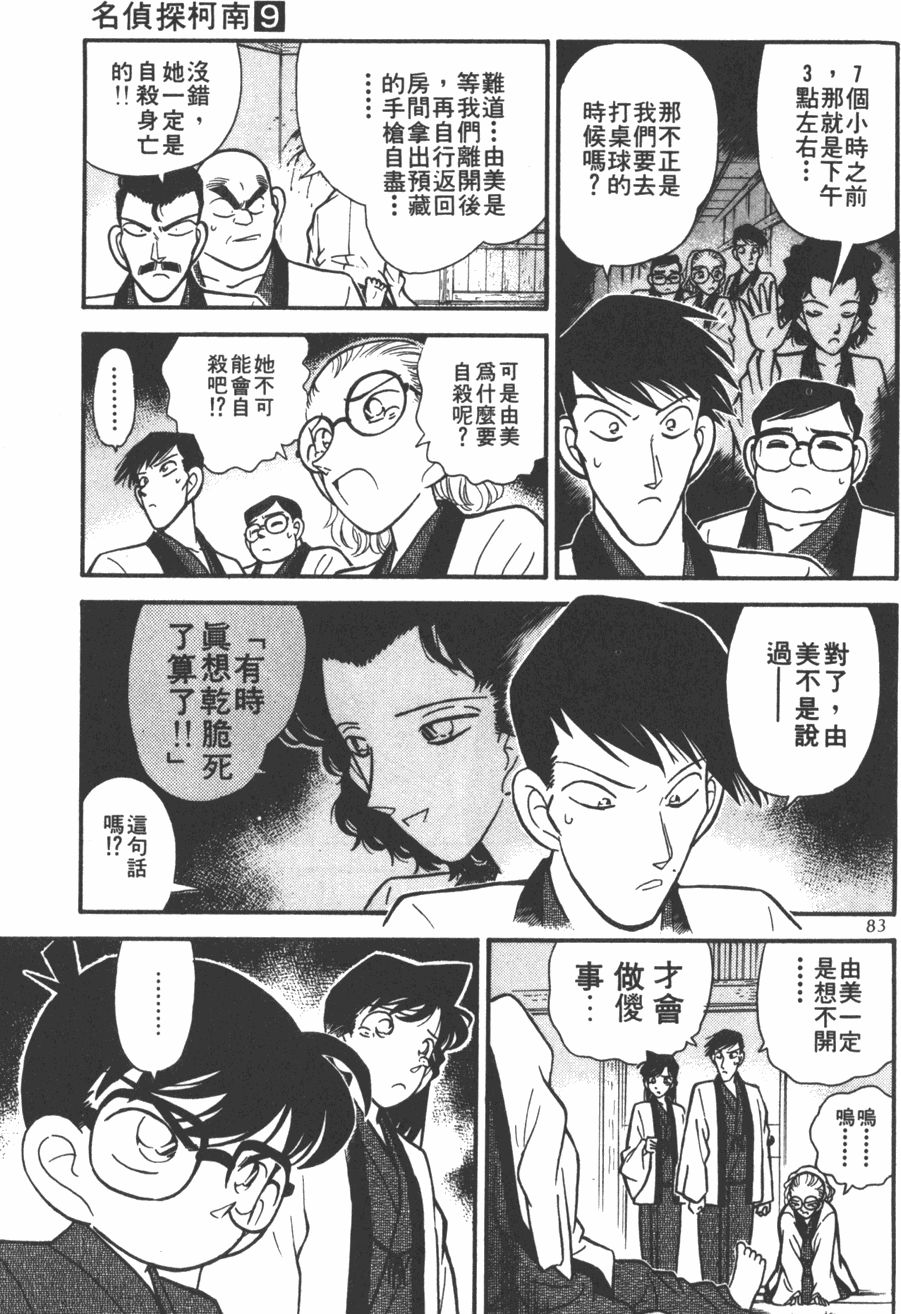 名偵探柯南9
7個小時之前
，那就是下午
3點左右…
那不正是
我們要去
打桌球的
時候嗎？
難道…由美是
等我們離開後
，再自行返回
房間拿出預藏
的手槍自盡…
……
沒錯，
她一定是
自殺身亡
的!!
可是由美
爲什麼要
自殺呢？
她不可
能會自
殺吧!?
………
對了，由
美不是說
過——
「有時
眞想乾脆死
了算了!!」
這句話
嗎!?
83
由美一定
是想不開
……
才會
做傻
事…
嗚……
嗚……
………